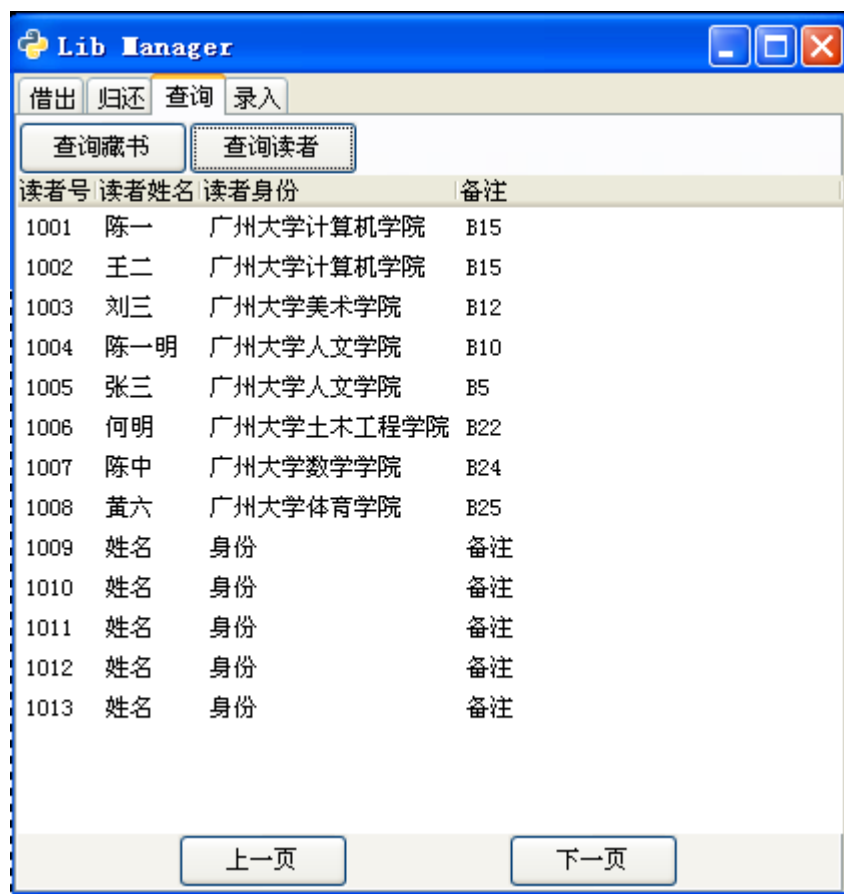 Lib Manager
借出 归还 查询 录入
查询藏书 查询读者
读者号 读者姓名 读者身份 备注
1001 陈一 广州大学计算机学院 B15
1002 王二 广州大学计算机学院 B15
1003 刘三 广州大学美术学院 B12
1004 陈一明 广州大学人文学院 B10
1005 张三 广州大学人文学院 B5
1006 何明 广州大学土木工程学院 B22
1007 陈中 广州大学数学学院 B24
1008 黄六 广州大学体育学院 B25
1009 姓名 身份 备注
1010 姓名 身份 备注
1011 姓名 身份 备注
1012 姓名 身份 备注
1013 姓名 身份 备注
上一页 下一页